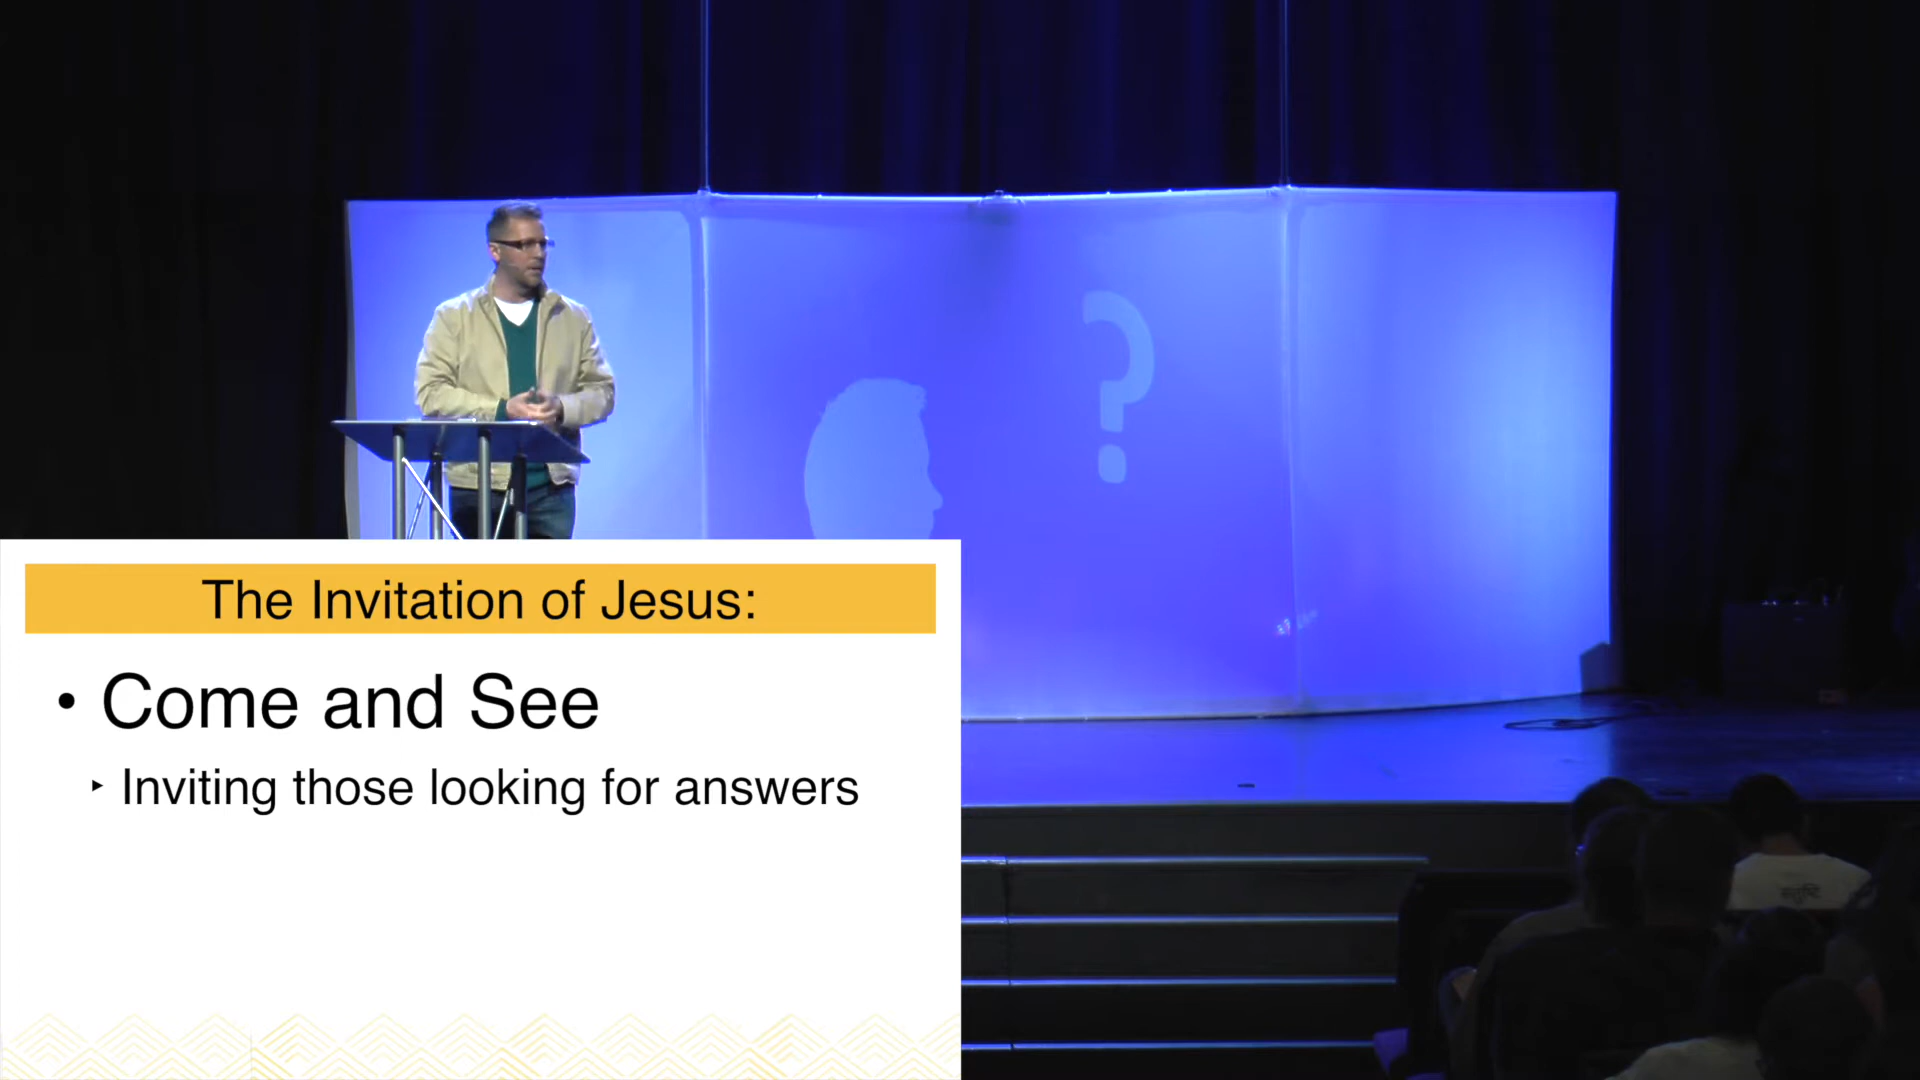 ?
The Invitation of Jesus:
• Come and See
‣ Inviting those looking for answers